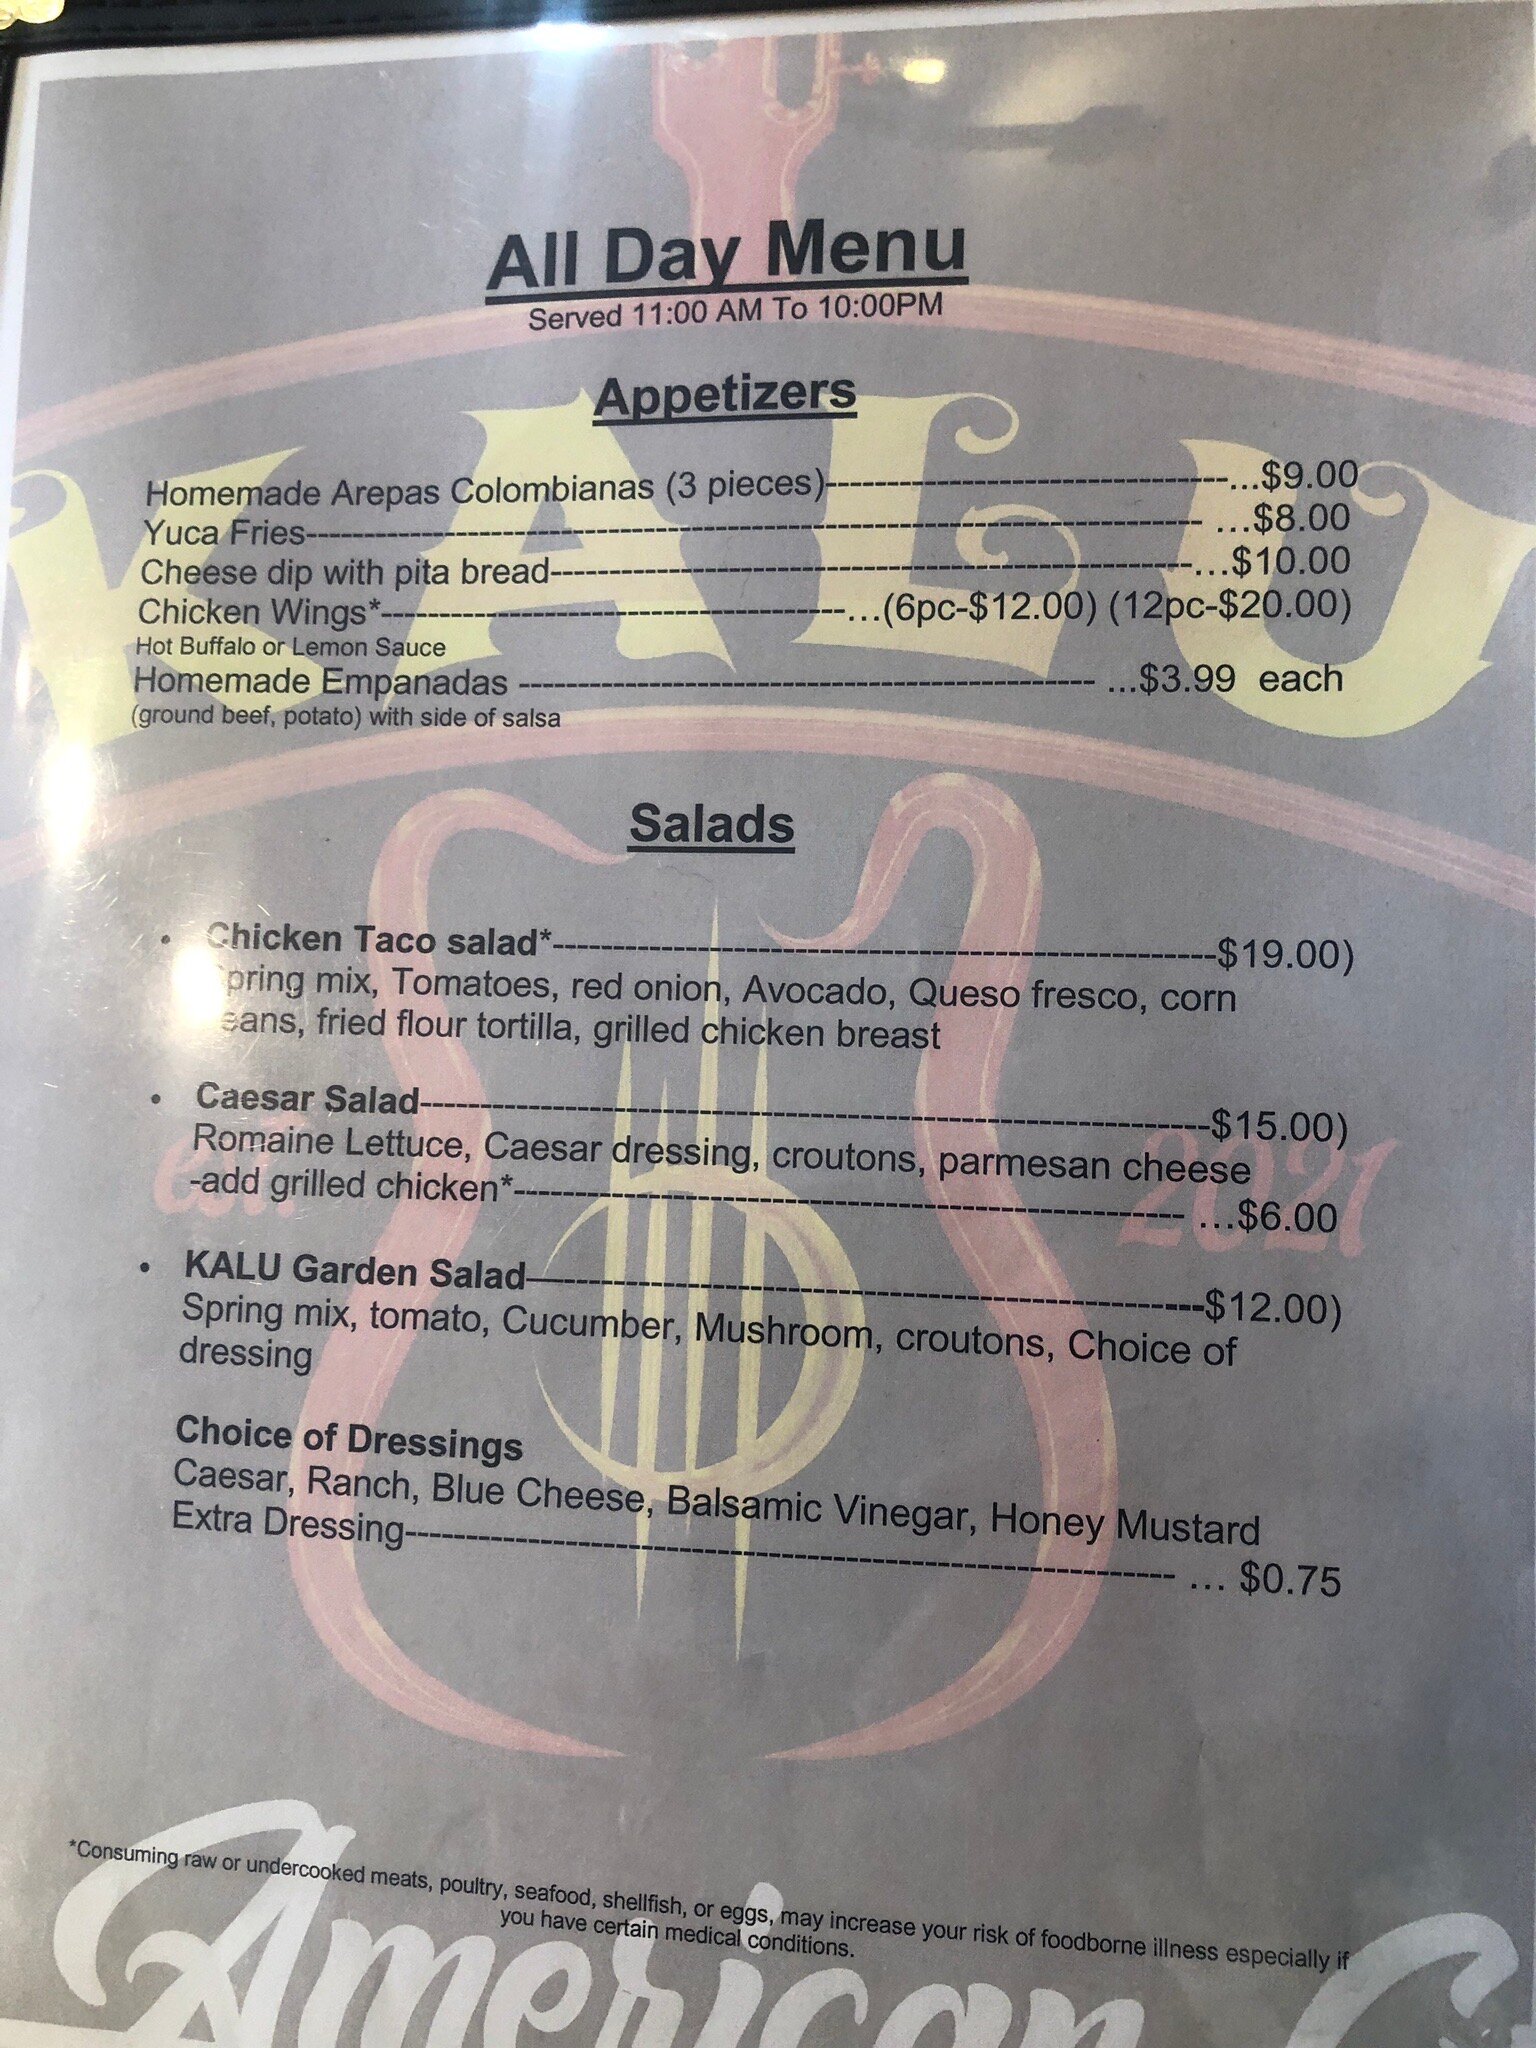 All Day Menu
Served 11:00 AM To 10:00PM
KALU
Appetizers
Homemade Arepas Colombianas (3 pieces)---------------------------------...$9.00
Yuca Fries-------------------------------------------------------------------------- ...$8.00
Cheese dip with pita bread-----------------------------------------------------...$10.00
Chicken Wings*---------------------------------------...(6pc-$12.00) (12pc-$20.00)
Hot Buffalo or Lemon Sauce
Homemade Empanadas ------------------------------------------------ ...$3.99 each
(ground beef, potato) with side of salsa
Salads
• Chicken Taco salad*-------------------------------------------------------$19.00)
Spring mix, Tomatoes, red onion, Avocado, Queso fresco, corn
beans, fried flour tortilla, grilled chicken breast
• Caesar Salad-----------------------------------------------------------------$15.00)
Romaine Lettuce, Caesar dressing, croutons, parmesan cheese
-add grilled chicken*------------------------------------------------------- ...$6.00
est. 2021
• KALU Garden Salad—-------------------------------------------------------$12.00)
Spring mix, tomato, Cucumber, Mushroom, croutons, Choice of
dressing
Choice of Dressings
Caesar, Ranch, Blue Cheese, Balsamic Vinegar, Honey Mustard
Extra Dressing--------------------------------------------------------------- ... $0.75
*Consuming raw or undercooked meats, poultry, seafood, shellfish, or eggs, may increase your risk of foodborne illness especially if
you have certain medical conditions.
American